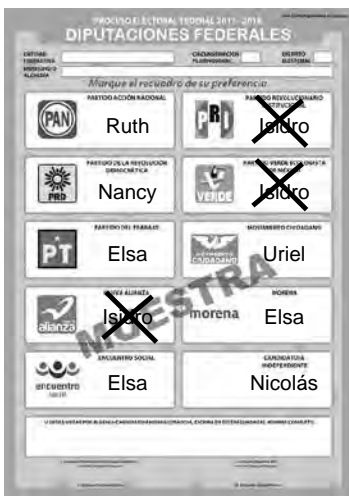 PROCESO ELECTORAL FEDERAL 2017 - 2018
DIPUTACIONES FEDERALES
ENTIDAD
FEDERATIVA
CIRCUNSCRIPCIÓN
PLURINOMINAL
DISTRITO
ELECTORAL
MUNICIPIO O
ALCALDÍA
Marque el recuadro de su preferencia.
PARTIDO ACCIÓN NACIONAL
PAN
Ruth
PARTIDO REVOLUCIONARIO
INSTITUCIONAL
PRI
Isidro
PARTIDO DE LA REVOLUCIÓN
DEMOCRÁTICA
PRD
Nancy
PARTIDO VERDE ECOLOGISTA
DE MÉXICO
VERDE
Isidro
PARTIDO DEL TRABAJO
PT
Elsa
MOVIMIENTO CIUDADANO
MOVIMIENTO
CIUDADANO
Uriel
NUEVA ALIANZA
alianza
Isidro
MORENA
morena
Elsa
ENCUENTRO SOCIAL
encuentro
social
Elsa
CANDIDATURA
INDEPENDIENTE
Nicolás
MUESTRA